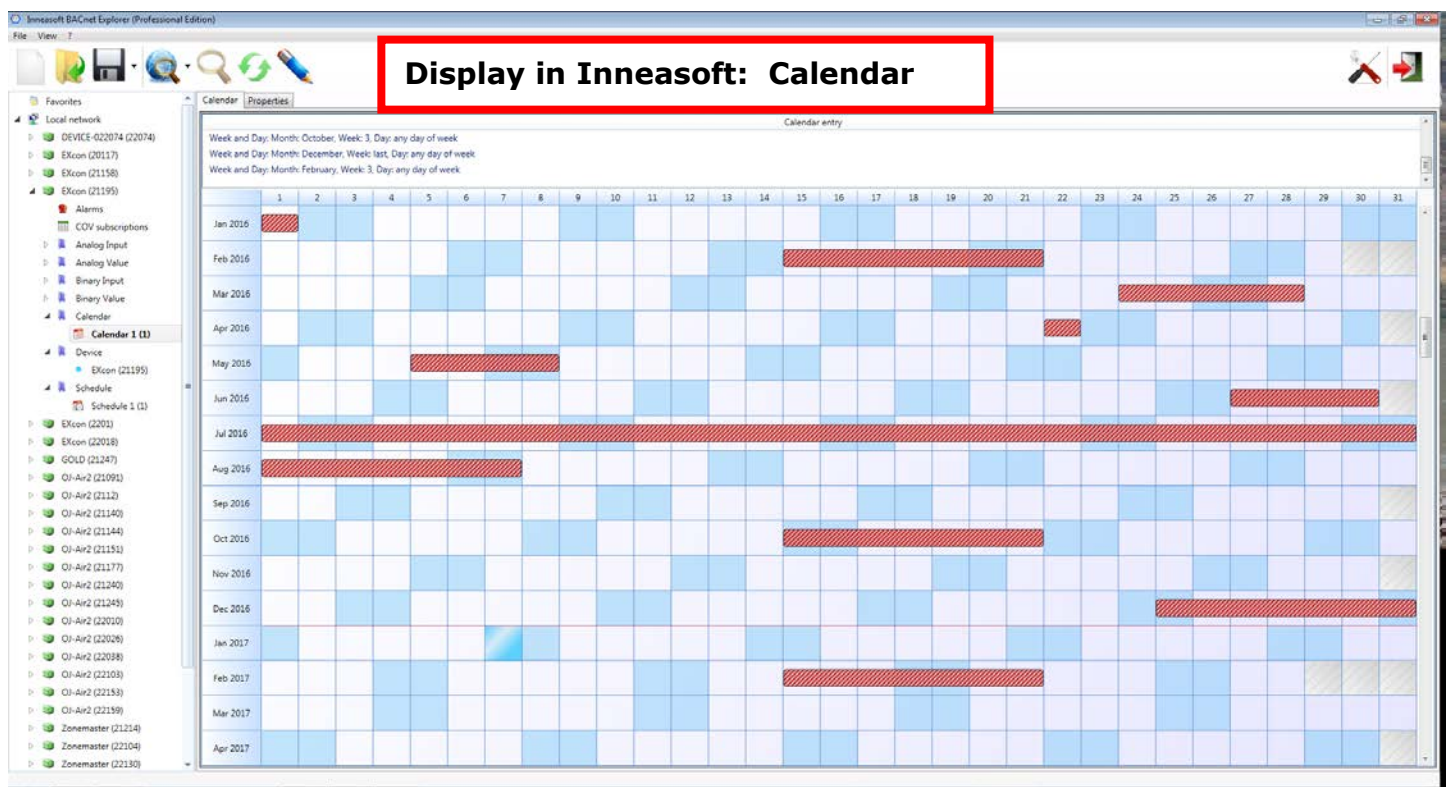 Inneasoft BACnet Explorer (Professional Edition)
File View ?
Display in Inneasoft: Calendar
Favorites
Local network
DEVICE-022074 (22074)
EXcon (20117)
EXcon (21158)
EXcon (21195)
Alarms
COV subscriptions
Analog Input
Analog Value
Binary Input
Binary Value
Calendar
Calendar 1 (1)
Device
EXcon (21195)
Schedule
Schedule 1 (1)
EXcon (2201)
EXcon (22018)
GOLD (21247)
OJ-Air2 (21091)
OJ-Air2 (2112)
OJ-Air2 (21140)
OJ-Air2 (21144)
OJ-Air2 (21151)
OJ-Air2 (21177)
OJ-Air2 (21240)
OJ-Air2 (21245)
OJ-Air2 (22010)
OJ-Air2 (22026)
OJ-Air2 (22038)
OJ-Air2 (22103)
OJ-Air2 (22153)
OJ-Air2 (22159)
Zonemaster (21214)
Zonemaster (22104)
Zonemaster (22130)
Calendar Properties
Calendar entry
Week and Day: Month: October, Week: 3, Day: any day of week
Week and Day: Month: December, Week: last, Day: any day of week
Week and Day: Month: February, Week: 3, Day: any day of week
1 2 3 4 5 6 7 8 9 10 11 12 13 14 15 16 17 18 19 20 21 22 23 24 25 26 27 28 29 30 31
Jan 2016
Feb 2016
Mar 2016
Apr 2016
May 2016
Jun 2016
Jul 2016
Aug 2016
Sep 2016
Oct 2016
Nov 2016
Dec 2016
Jan 2017
Feb 2017
Mar 2017
Apr 2017